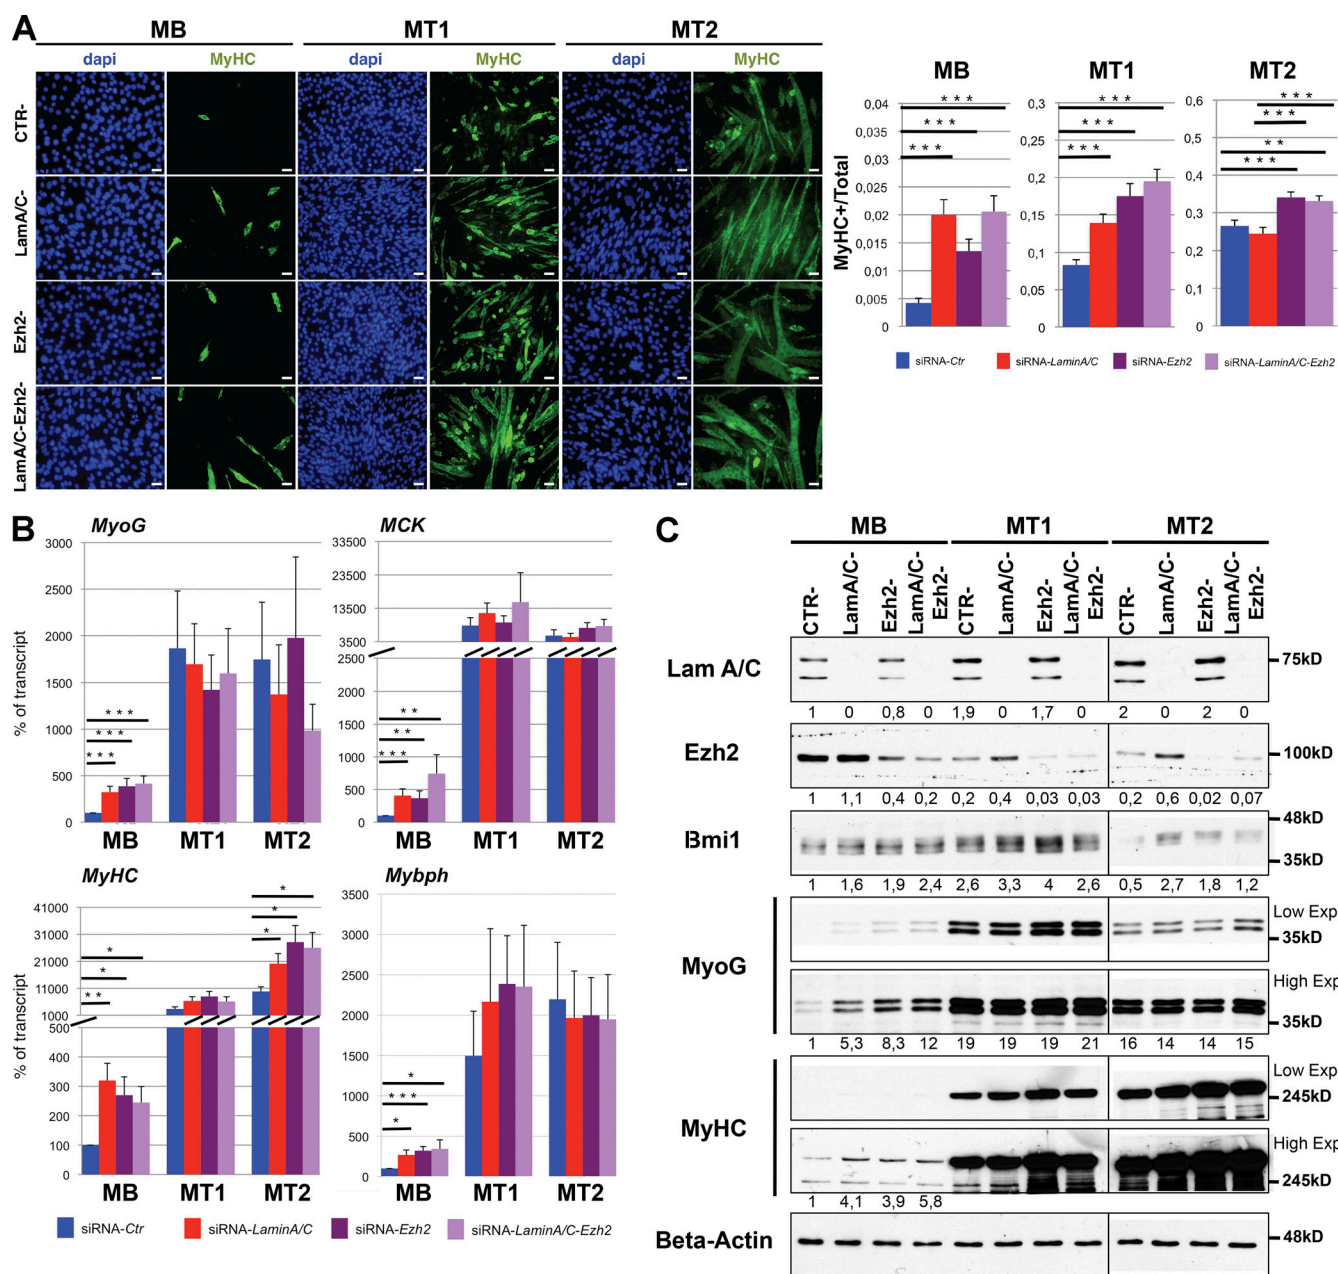 A
MB MT1 MT2
dapi MyHC dapi MyHC dapi MyHC
CTR-
LamA/C-
Ezh2-
LamA/C-Ezh2-
MB MT1 MT2
MyHC+/Total
0,04
0,035
0,03
0,025
0,02
0,015
0,01
0,005
0
* * *
* * *
* * *
0,3
0,25
0,2
0,15
0,1
0,05
0
* * *
* * *
* * *
0,6
0,5
0,4
0,3
0,2
0,1
0
* * *
* * *
* *
* * *
siRNA-Ctr siRNA-LaminA/C siRNA-Ezh2 siRNA-LaminA/C-Ezh2
B
MyoG
% of transcript
3000
2500
2000
1500
1000
500
0
* * *
* * *
* * *
MB MT1 MT2
MCK
33500
23500
13500
3500
2500
2000
1500
1000
500
0
* *
* *
* * *
MB MT1 MT2
MyHC
% of transcript
41000
31000
21000
11000
1000
500
400
300
200
100
0
*
*
* *
*
*
*
MB MT1 MT2
Mybph
3500
3000
2500
2000
1500
1000
500
0
*
* * *
*
MB MT1 MT2
siRNA-Ctr siRNA-LaminA/C siRNA-Ezh2 siRNA-LaminA/C-Ezh2
C
MB MT1 MT2
CTR- LamA/C- Ezh2- LamA/C- Ezh2- CTR- LamA/C- Ezh2- LamA/C- Ezh2- CTR- LamA/C- Ezh2- LamA/C- Ezh2-
Lam A/C 75kD
1 0 0,8 0 1,9 0 1,7 0 2 0 2 0
Ezh2 100kD
1 1,1 0,4 0,2 0,2 0,4 0,03 0,03 0,2 0,6 0,02 0,07
Bmi1 48kD
35kD
1 1,6 1,9 2,4 2,6 3,3 4 2,6 0,5 2,7 1,8 1,2
MyoG
Low Exp
35kD
High Exp
35kD
1 5,3 8,3 12 19 19 19 21 16 14 14 15
MyHC
Low Exp
245kD
High Exp
245kD
1 4,1 3,9 5,8
Beta-Actin 48kD